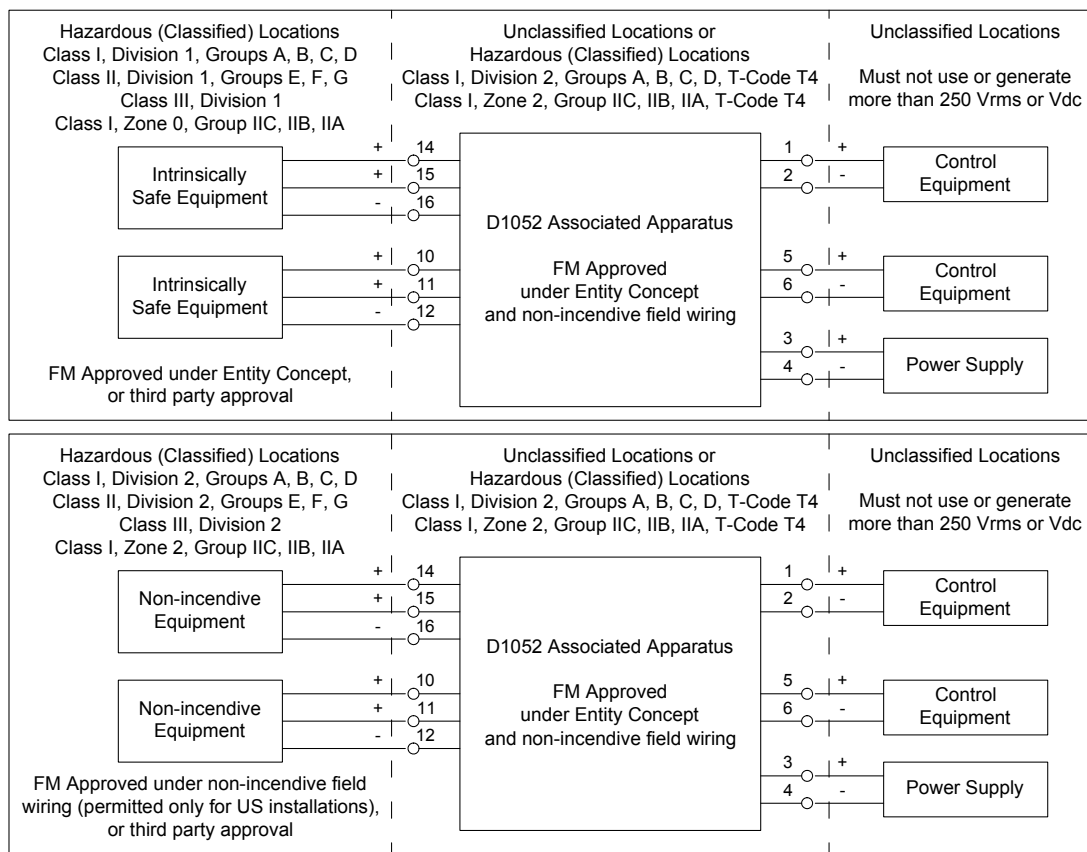 Hazardous (Classified) Locations
Class I, Division 1, Groups A, B, C, D
Class II, Division 1, Groups E, F, G
Class III, Division 1
Class I, Zone 0, Group IIC, IIB, IIA
Unclassified Locations or
Hazardous (Classified) Locations
Class I, Division 2, Groups A, B, C, D, T-Code T4
Class I, Zone 2, Group IIC, IIB, IIA, T-Code T4
Unclassified Locations
Must not use or generate
more than 250 Vrms or Vdc
Intrinsically
Safe Equipment
+ 14
+ 15
- 16
Intrinsically
Safe Equipment
+ 10
+ 11
- 12
FM Approved under Entity Concept,
or third party approval
D1052 Associated Apparatus
FM Approved
under Entity Concept
and non-incendive field wiring
1 +
2 -
Control
Equipment
5 +
6 -
Control
Equipment
3 +
4 -
Power Supply
Hazardous (Classified) Locations
Class I, Division 2, Groups A, B, C, D
Class II, Division 2, Groups E, F, G
Class III, Division 2
Class I, Zone 2, Group IIC, IIB, IIA
Unclassified Locations or
Hazardous (Classified) Locations
Class I, Division 2, Groups A, B, C, D, T-Code T4
Class I, Zone 2, Group IIC, IIB, IIA, T-Code T4
Unclassified Locations
Must not use or generate
more than 250 Vrms or Vdc
Non-incendive
Equipment
+ 14
+ 15
- 16
Non-incendive
Equipment
+ 10
+ 11
- 12
FM Approved under non-incendive field
wiring (permitted only for US installations),
or third party approval
D1052 Associated Apparatus
FM Approved
under Entity Concept
and non-incendive field wiring
1 +
2 -
Control
Equipment
5 +
6 -
Control
Equipment
3 +
4 -
Power Supply